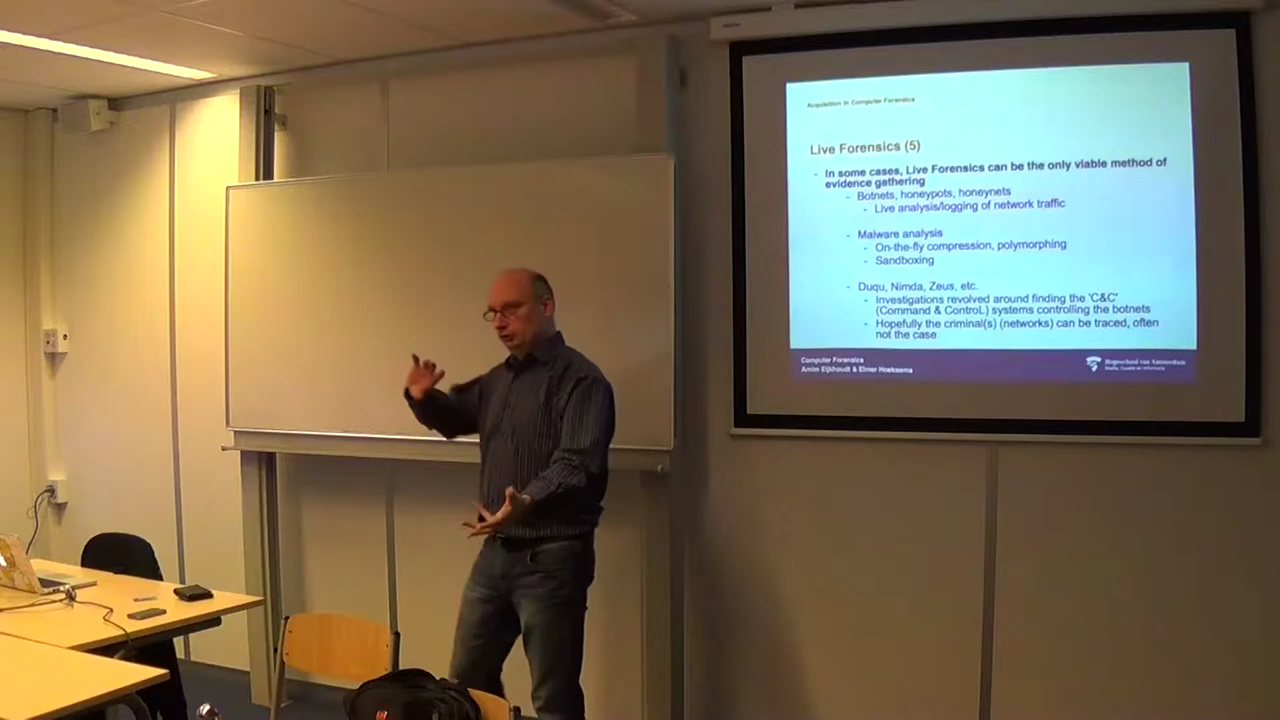 Acquisition in Computer Forensics
Live Forensics (5)
- In some cases, Live Forensics can be the only viable method of
evidence gathering
- Botnets, honeypots, honeynets
- Live analysis/logging of network traffic
- Malware analysis
- On-the-fly compression, polymorphing
- Sandboxing
- Duqu, Nimda, Zeus, etc.
- Investigations revolved around finding the 'C&C'
(Command & ControL) systems controlling the botnets
- Hopefully the criminal(s) (networks) can be traced, often
not the case
Computer Forensics
Arnim Eijkhoudt & Elmer Hoeksema
Hogeschool van Amsterdam